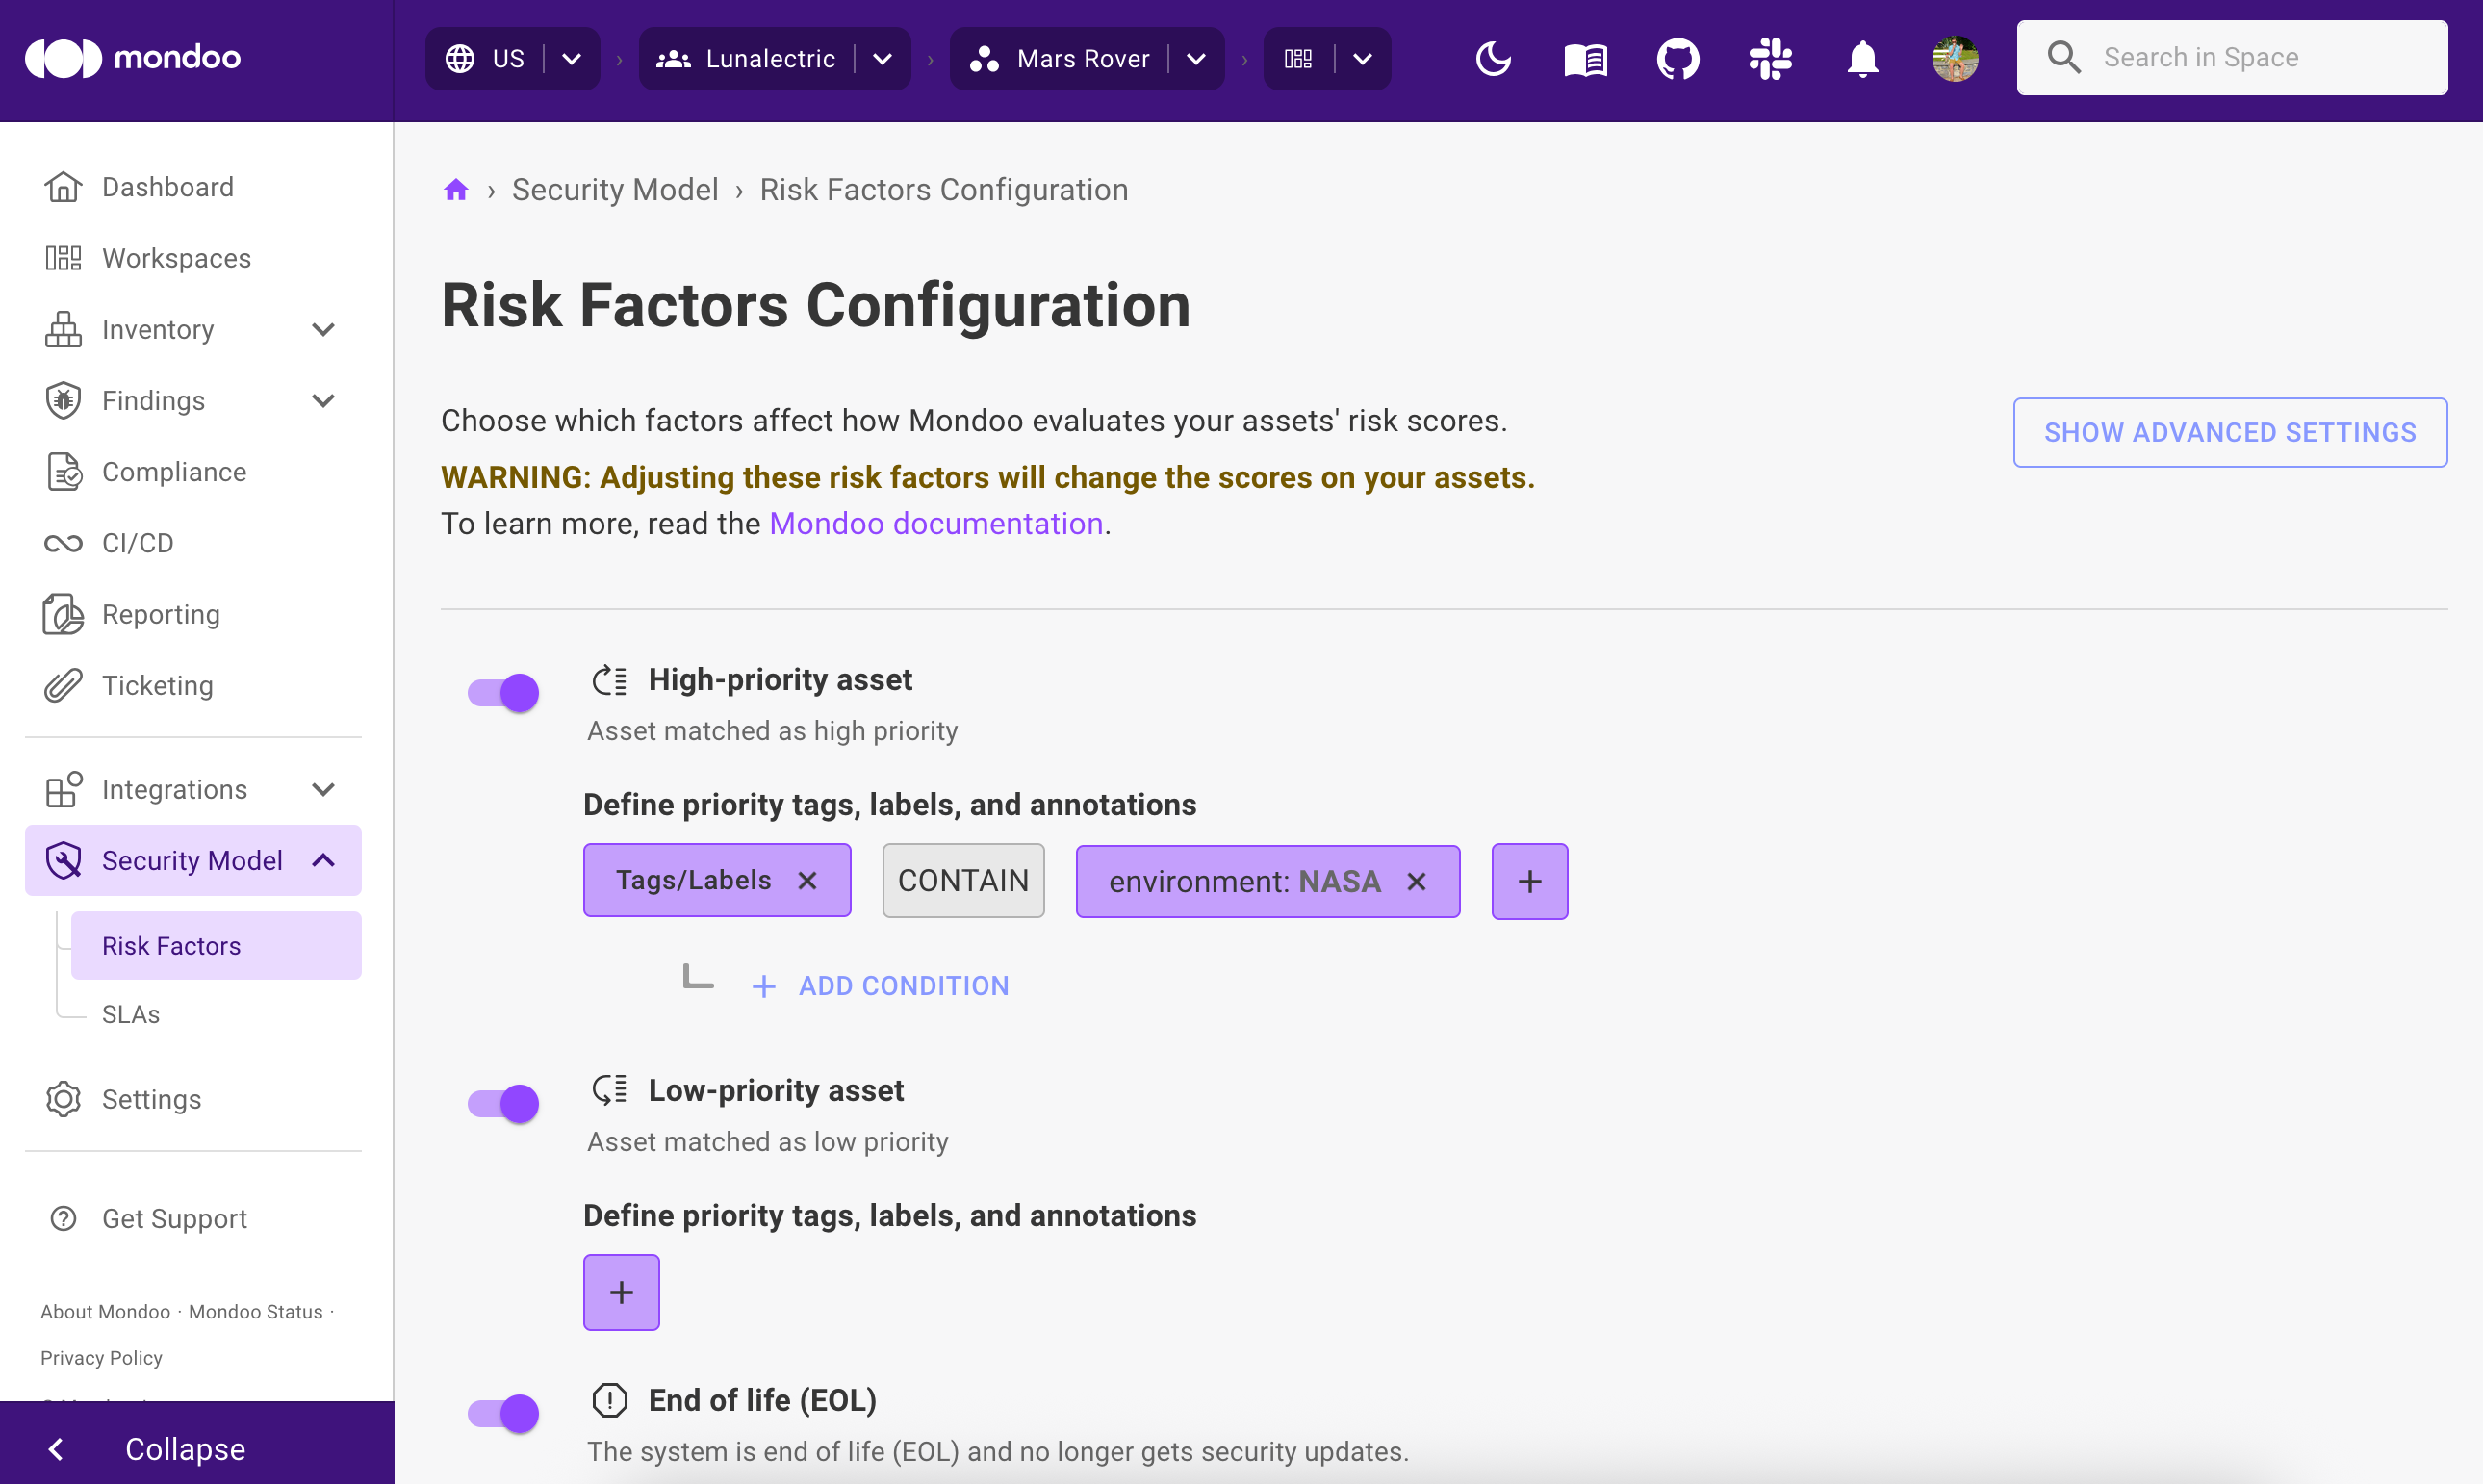 mondoo
US
Lunalectric
Mars Rover
Search in Space
Dashboard
Workspaces
Inventory
Findings
Compliance
CI/CD
Reporting
Ticketing
Integrations
Security Model
Risk Factors
SLAs
Settings
Get Support
About Mondoo · Mondoo Status ·
Privacy Policy
Collapse
Security Model › Risk Factors Configuration
Risk Factors Configuration
Choose which factors affect how Mondoo evaluates your assets' risk scores.
WARNING: Adjusting these risk factors will change the scores on your assets.
To learn more, read the Mondoo documentation.
SHOW ADVANCED SETTINGS
High-priority asset
Asset matched as high priority
Define priority tags, labels, and annotations
Tags/Labels × CONTAIN environment: NASA × +
+ ADD CONDITION
Low-priority asset
Asset matched as low priority
Define priority tags, labels, and annotations
+
End of life (EOL)
The system is end of life (EOL) and no longer gets security updates.